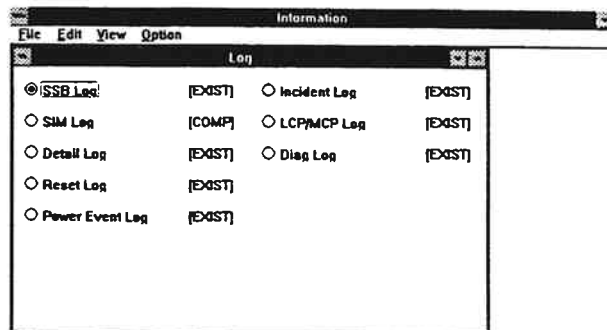 Information
File Edit View Option
Log
SSB Log [EXIST] Incident Log [EXIST]
SIM Log [COMP] LCP/MCP Log [EXIST]
Detail Log [EXIST] Diag Log [EXIST]
Reset Log [EXIST]
Power Event Log [EXIST]